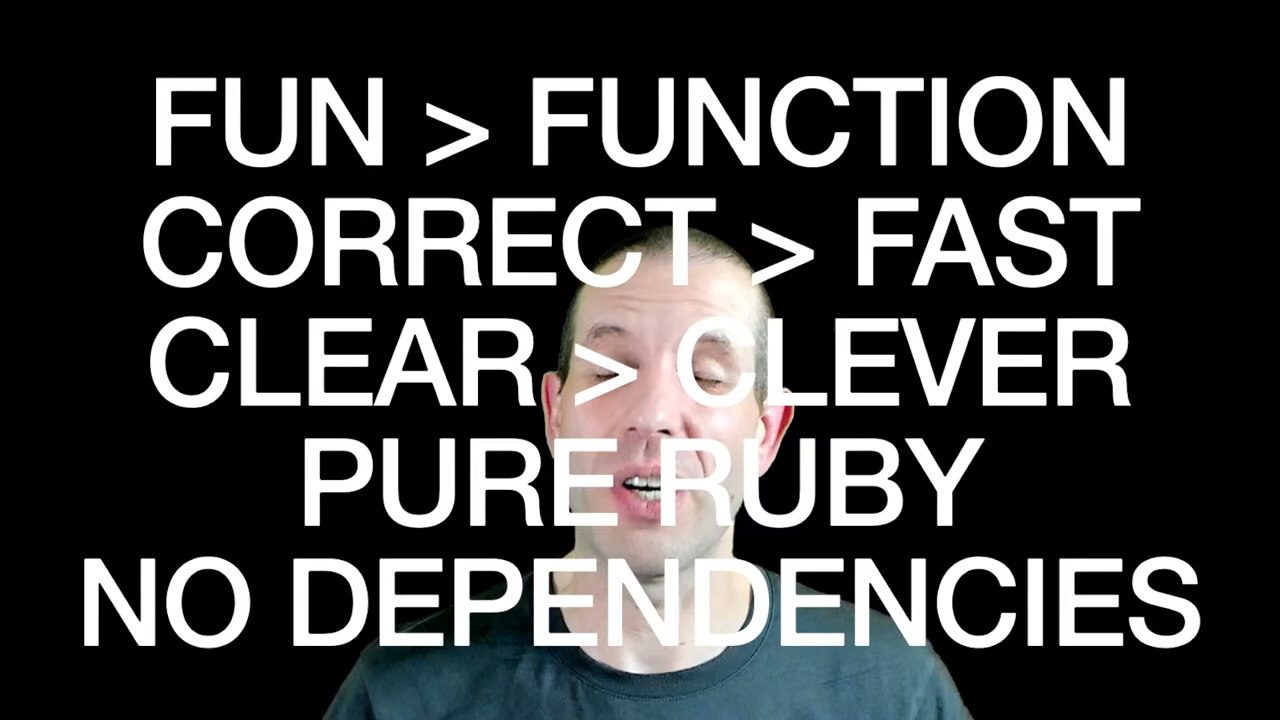 FUN > FUNCTION
CORRECT > FAST
CLEAR > CLEVER
PURE RUBY
NO DEPENDENCIES